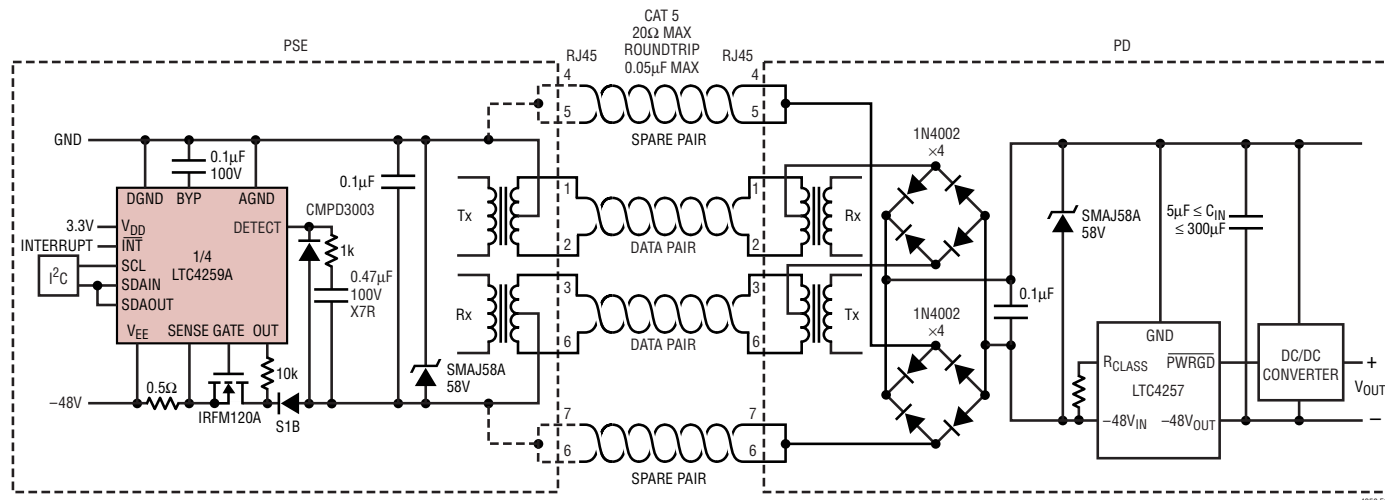 CAT 5
20Ω MAX
ROUNDTRIP
0.05µF MAX
PSE
RJ45
RJ45
PD
4
5
4
5
SPARE PAIR
GND
0.1µF
100V
0.1µF
DGND BYP AGND
CMPD3003
3.3V
VDD
DETECT
INTERRUPT
INT
1k
SCL
1/4
LTC4259A
I2C
SDAIN
SDAOUT
0.47µF
100V
X7R
VEE SENSE GATE OUT
10k
0.5Ω
–48V
IRFM120A
S1B
SMAJ58A
58V
Tx
1
2
DATA PAIR
1
2
Rx
Rx
3
6
DATA PAIR
3
6
Tx
7
6
SPARE PAIR
7
6
1N4002
×4
1N4002
×4
0.1µF
SMAJ58A
58V
5µF ≤ CIN
≤ 300µF
GND
RCLASS
PWRGD
LTC4257
–48VIN
–48VOUT
DC/DC
CONVERTER
+
VOUT
–